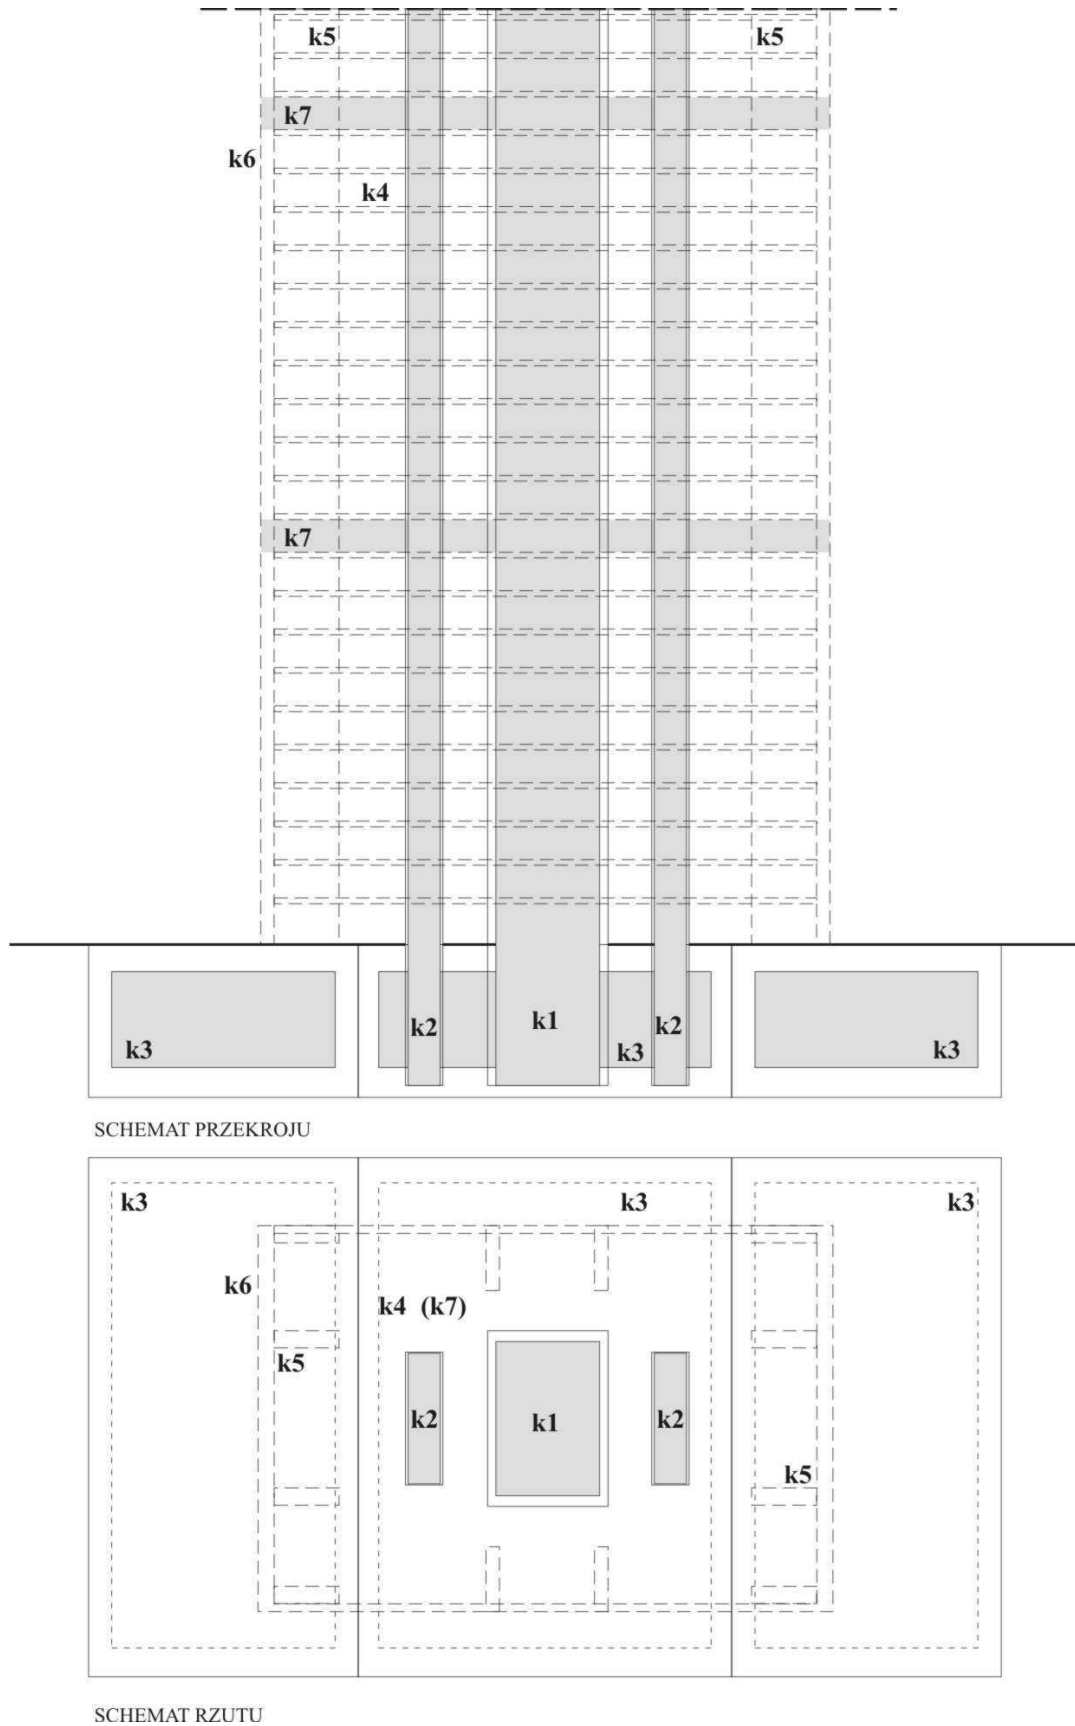 k5 k5
k7
k6
k4
k7
k2 k1 k2
k3 k3 k3
SCHEMAT PRZEKROJU
k3 k3 k3
k6
k4 (k7)
k5
k2 k1 k2
k5
SCHEMAT RZUTU